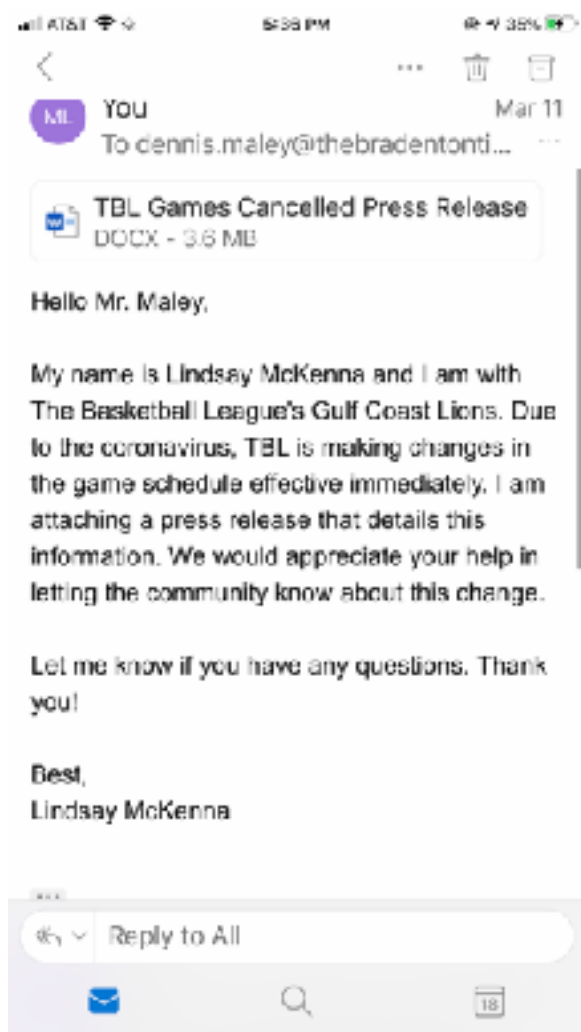 AT&T 5:36 PM 35%
ML You Mar 11
To dennis.maley@thebradentonti... ...
TBL Games Cancelled Press Release
DOCX - 3.6 MB
Hello Mr. Maley,
My name is Lindsay McKenna and I am with
The Basketball League's Gulf Coast Lions. Due
to the coronavirus, TBL is making changes in
the game schedule effective immediately. I am
attaching a press release that details this
information. We would appreciate your help in
letting the community know about this change.
Let me know if you have any questions. Thank
you!
Best,
Lindsay McKenna
Reply to All
18